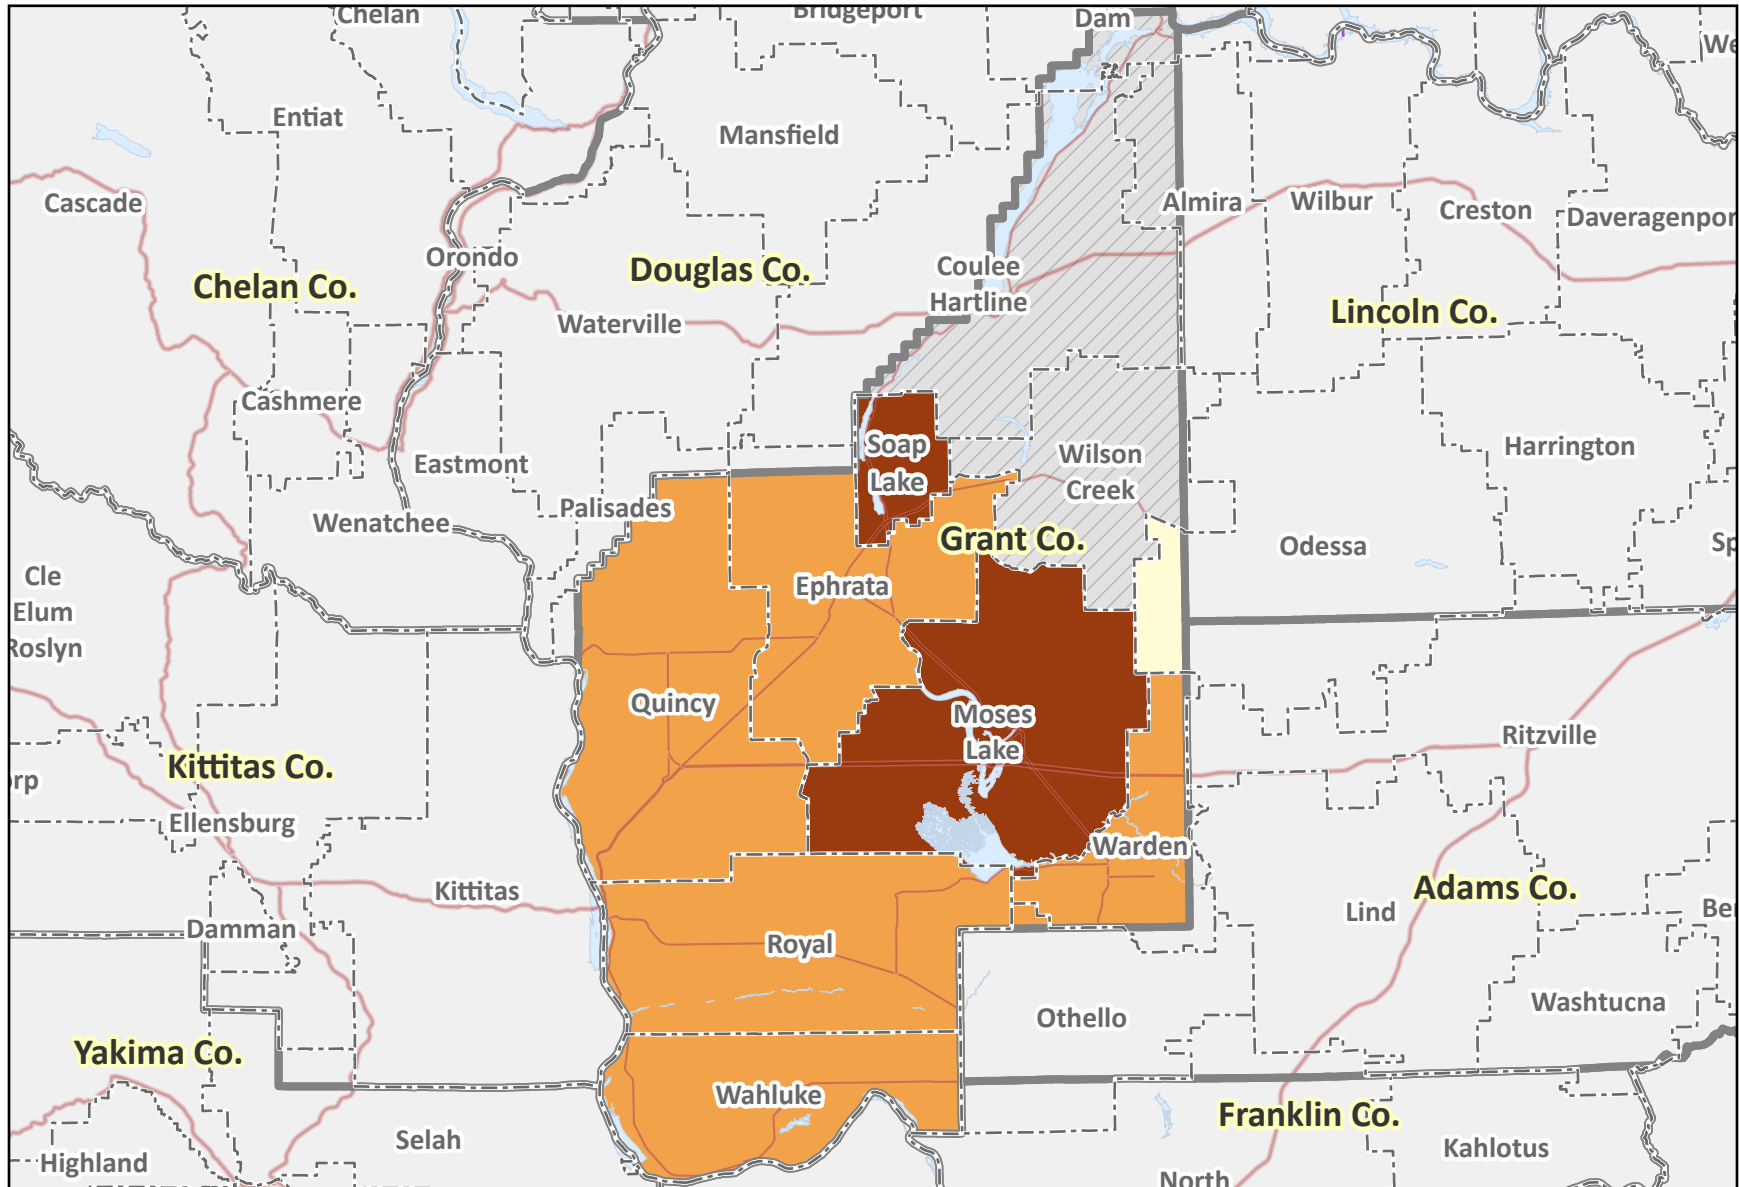 Chelan
Bridgeport
Dam
Entiat
Mansfield
Cascade
Almira
Wilbur
Creston
Daveragenpor
Orondo
Douglas Co.
Coulee
Hartline
Chelan Co.
Lincoln Co.
Waterville
Cashmere
Soap
Lake
Eastmont
Wilson
Creek
Harrington
Palisades
Wenatchee
Grant Co.
Odessa
Sp
Cle
Elum
Roslyn
Ephrata
Quincy
Moses
Lake
Ritzville
Kittitas Co.
orp
Ellensburg
Warden
Kittitas
Adams Co.
Lind
Ber
Damman
Royal
Othello
Washtucna
Yakima Co.
Wahluke
Franklin Co.
Selah
Kahlotus
Highland
North